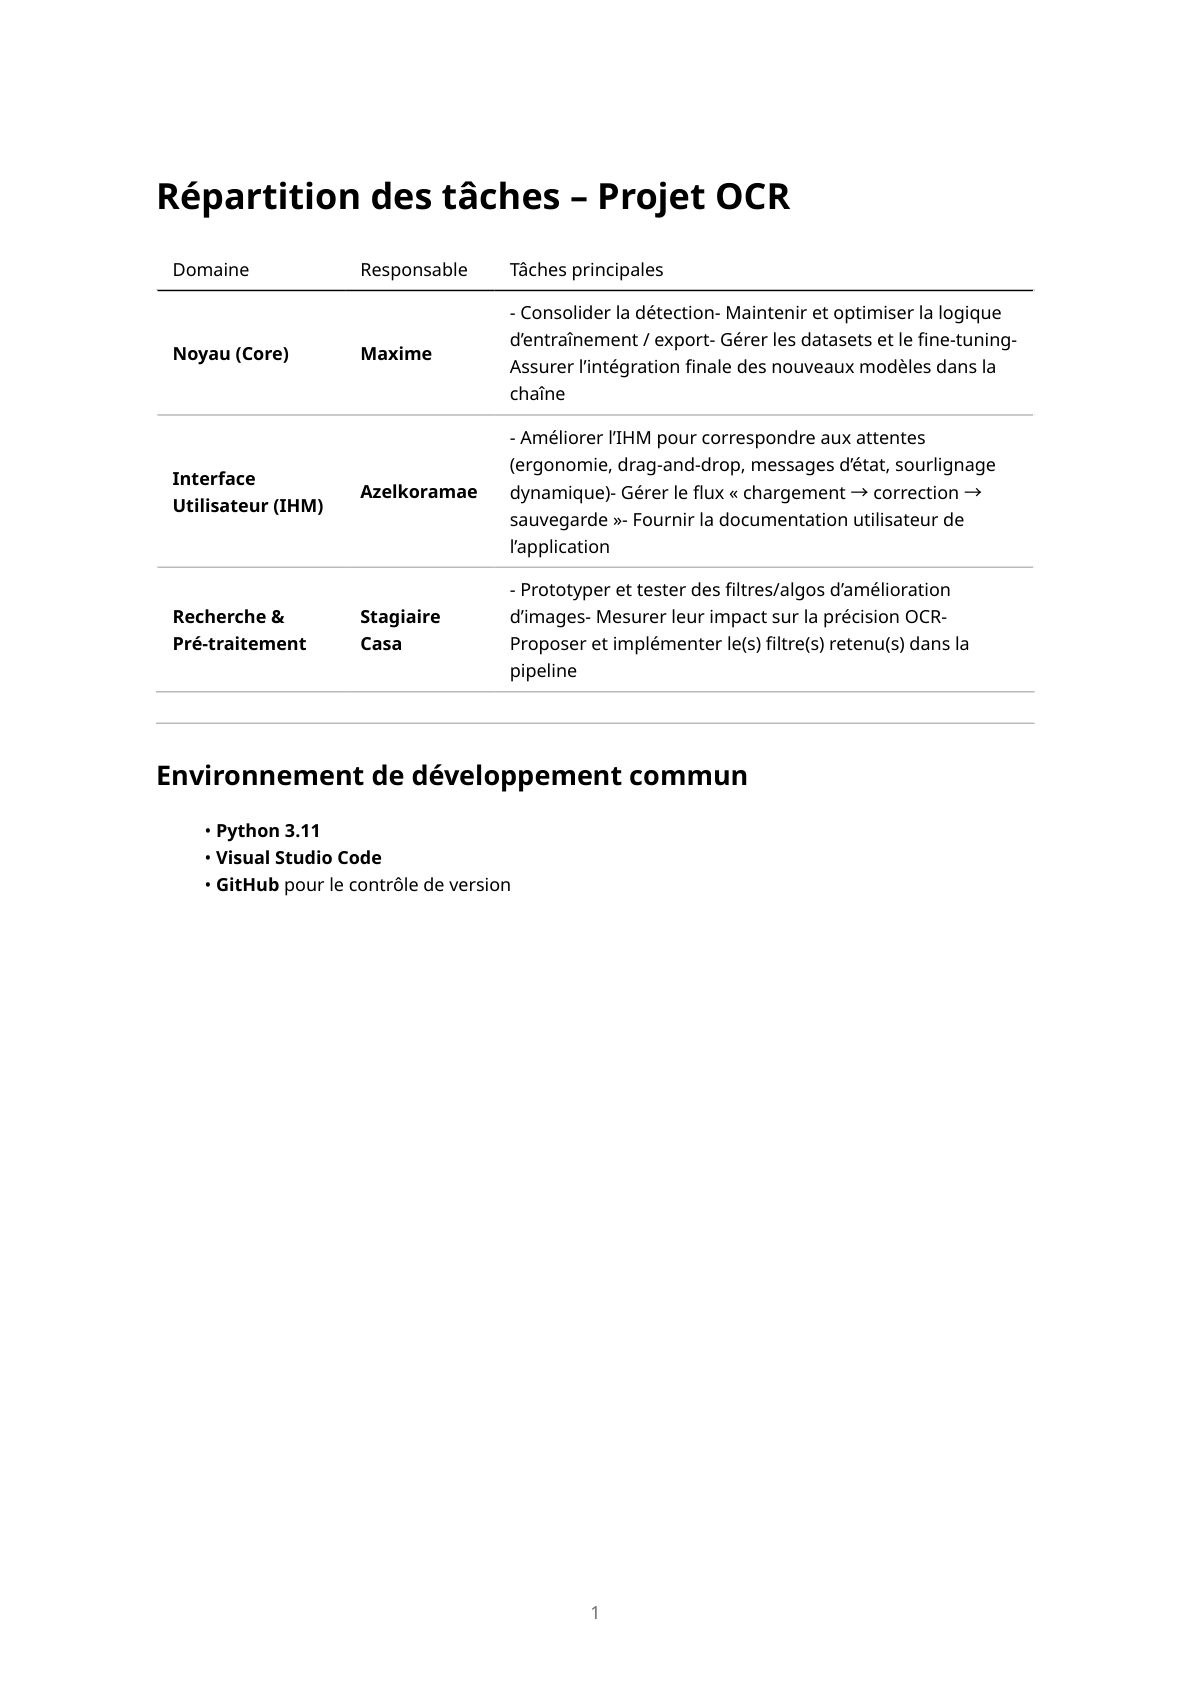 Répartition des tâches – Projet OCR
Domaine Responsable Tâches principales
Noyau (Core) Maxime
- Consolider la détection- Maintenir et optimiser la logique
d’entraînement / export- Gérer les datasets et le fine-tuning-
Assurer l’intégration finale des nouveaux modèles dans la
chaîne
Interface
Utilisateur (IHM)
Azelkoramae
- Améliorer l’IHM pour correspondre aux attentes
(ergonomie, drag-and-drop, messages d’état, sourlignage
dynamique)- Gérer le flux « chargement → correction →
sauvegarde »- Fournir la documentation utilisateur de
l’application
Recherche &
Pré-traitement
Stagiaire
Casa
- Prototyper et tester des filtres/algos d’amélioration
d’images- Mesurer leur impact sur la précision OCR-
Proposer et implémenter le(s) filtre(s) retenu(s) dans la
pipeline
Environnement de développement commun
• Python 3.11
• Visual Studio Code
• GitHub pour le contrôle de version
1